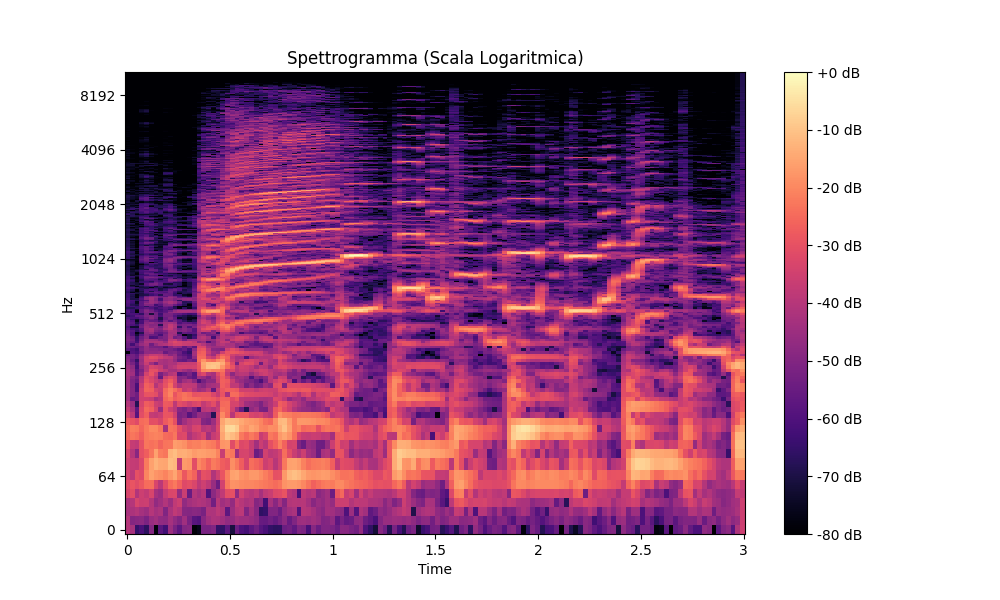 Spettrogramma (Scala Logaritmica)
8192
4096
2048
1024
512
256
128
64
0
Hz
0
0.5
1
1.5
2
2.5
3
Time
+0 dB
-10 dB
-20 dB
-30 dB
-40 dB
-50 dB
-60 dB
-70 dB
-80 dB